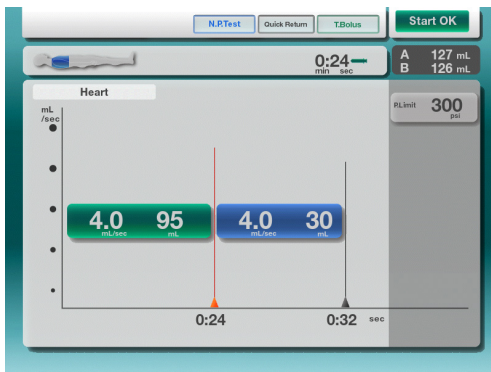 N.P.Test Quick Return T.Bolus Start OK
0:24
min sec
A 127 mL
B 126 mL
Heart
P.Limit 300
psi
mL
/sec
4.0 95 4.0 30
mL/sec mL mL/sec mL
0:24 0:32 sec